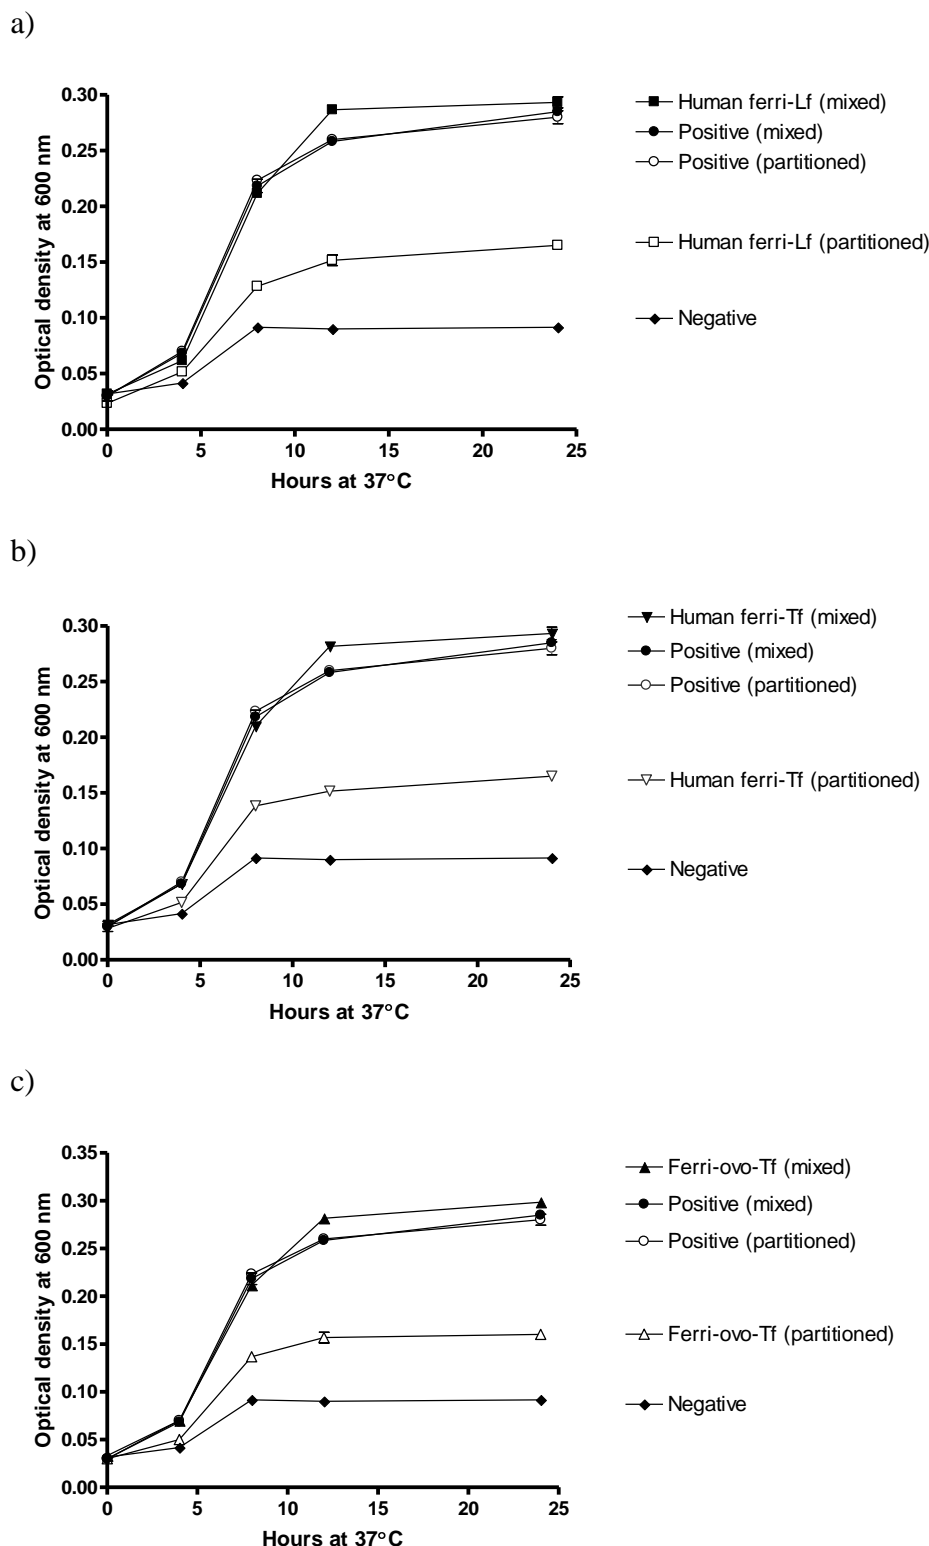 a)
0.30
0.25
0.20
0.15
0.10
0.05
0.00
Optical density at 600 nm
0 5 10 15 20 25
Hours at 37°C
Human ferri-Lf (mixed)
Positive (mixed)
Positive (partitioned)
Human ferri-Lf (partitioned)
Negative
b)
0.30
0.25
0.20
0.15
0.10
0.05
0.00
Optical density at 600 nm
0 5 10 15 20 25
Hours at 37°C
Human ferri-Tf (mixed)
Positive (mixed)
Positive (partitioned)
Human ferri-Tf (partitioned)
Negative
c)
0.35
0.30
0.25
0.20
0.15
0.10
0.05
0.00
Optical density at 600 nm
0 5 10 15 20 25
Hours at 37°C
Ferri-ovo-Tf (mixed)
Positive (mixed)
Positive (partitioned)
Ferri-ovo-Tf (partitioned)
Negative